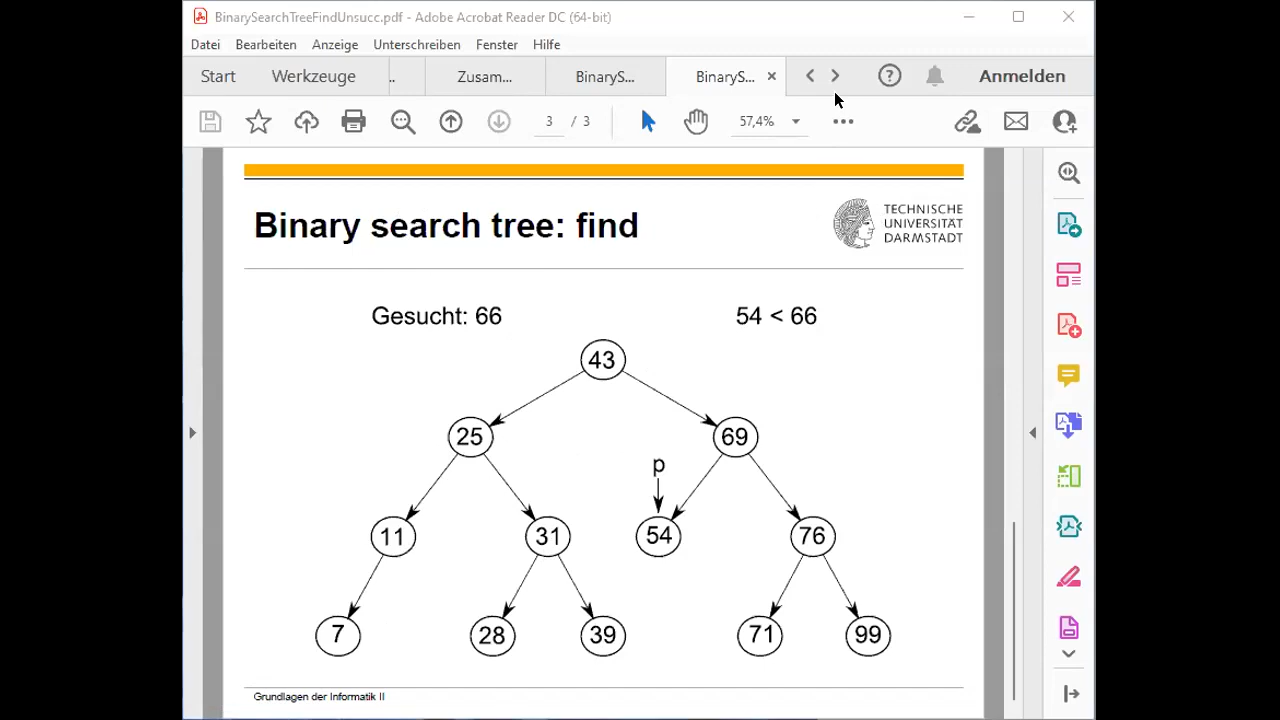 BinarySearchTreeFindUnsucc.pdf - Adobe Acrobat Reader DC (64-bit)
Datei Bearbeiten Anzeige Unterschreiben Fenster Hilfe
Start Werkzeuge .. Zusam... BinaryS... BinaryS... Anmelden
3 / 3 57,4%
Binary search tree: find
TECHNISCHE
UNIVERSITÄT
DARMSTADT
Gesucht: 66 54 < 66
43
25 69
p
11 31 54 76
7 28 39 71 99
Grundlagen der Informatik II